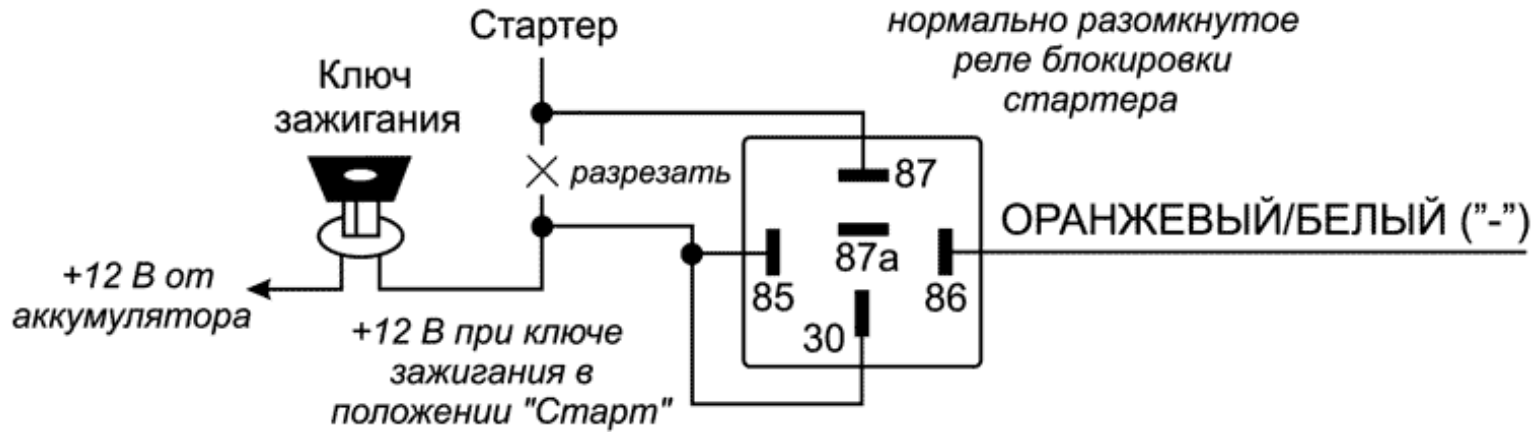 Стартер
нормально разомкнутое
реле блокировки
стартера
Ключ
зажигания
разрезать
87
87а
85
86
30
ОРАНЖЕВЫЙ/БЕЛЫЙ ("-")
+12 В от
аккумулятора
+12 В при ключе
зажигания в
положении "Старт"